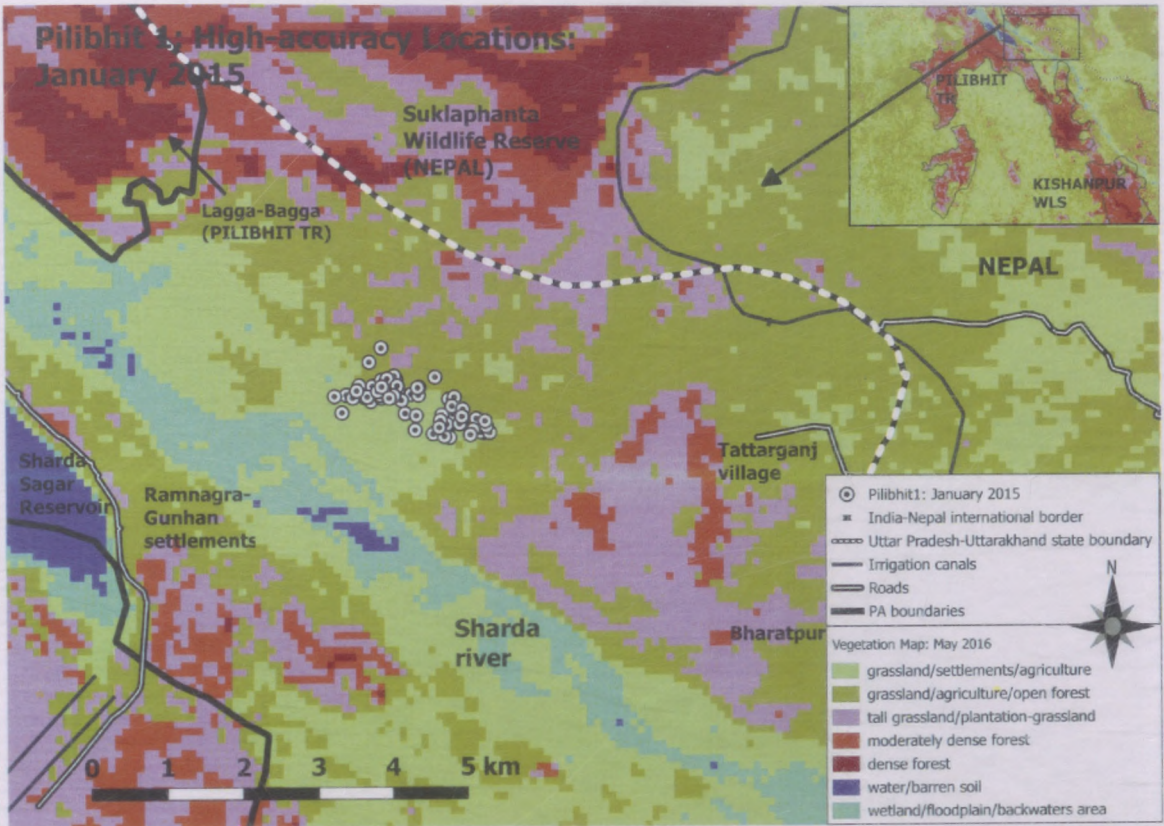 Pilibhit 1: High-accuracy Locations:
January 2015
Suklaphanta
Wildlife Reserve
(NEPAL)
Lagga-Bagga
(PILIBHIT TR)
PILIBHIT
TR
KISHANPUR
WLS
NEPAL
Sharda
Sagar
Reservoir
Ramnagra-
Gunhan
settlements
Tattarganj
village
Sharda
river
Bharatpur
0 1 2 3 4 5 km
Pilibhit1: January 2015
India-Nepal international border
Uttar Pradesh-Uttarakhand state boundary
Irrigation canals
Roads
PA boundaries
N
Vegetation Map: May 2016
grassland/settlements/agriculture
grassland/agriculture/open forest
tall grassland/plantation-grassland
moderately dense forest
dense forest
water/barren soil
wetland/floodplain/backwaters area